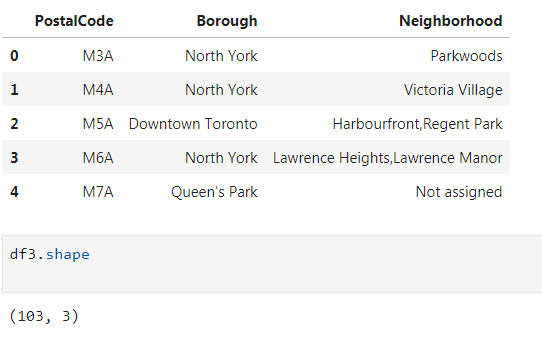 PostalCode Borough Neighborhood
0 M3A North York Parkwoods
1 M4A North York Victoria Village
2 M5A Downtown Toronto Harbourfront,Regent Park
3 M6A North York Lawrence Heights,Lawrence Manor
4 M7A Queen's Park Not assigned
df3.shape
(103, 3)